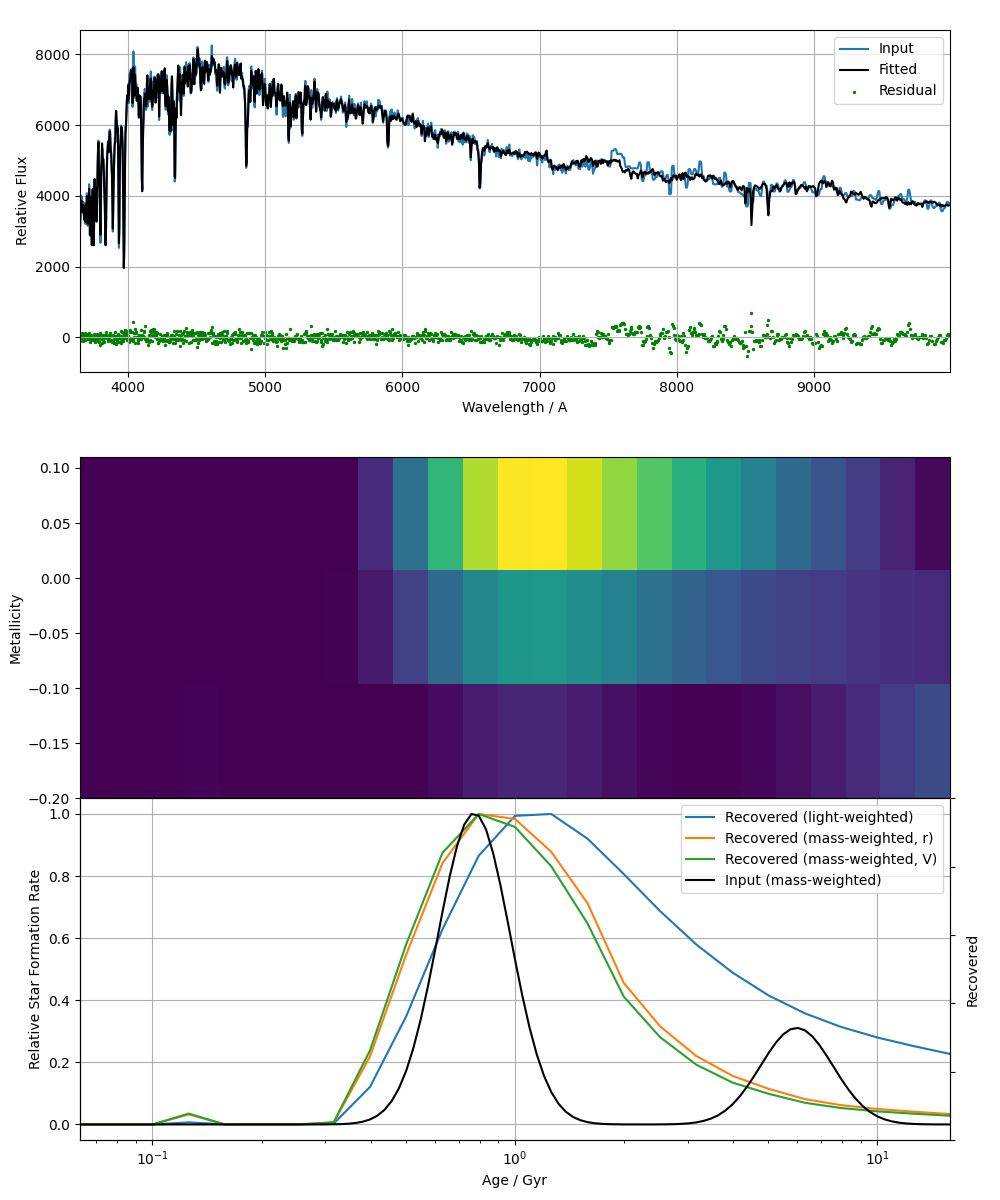 8000
6000
4000
2000
0
Relative Flux
Input
Fitted
Residual
4000 5000 6000 7000 8000 9000
Wavelength / A
0.10
0.05
0.00
−0.05
−0.10
−0.15
−0.20
Metallicity
1.0
0.8
0.6
0.4
0.2
0.0
Relative Star Formation Rate
Recovered (light-weighted)
Recovered (mass-weighted, r)
Recovered (mass-weighted, V)
Input (mass-weighted)
Recovered
10⁻¹ 10⁰ 10¹
Age / Gyr